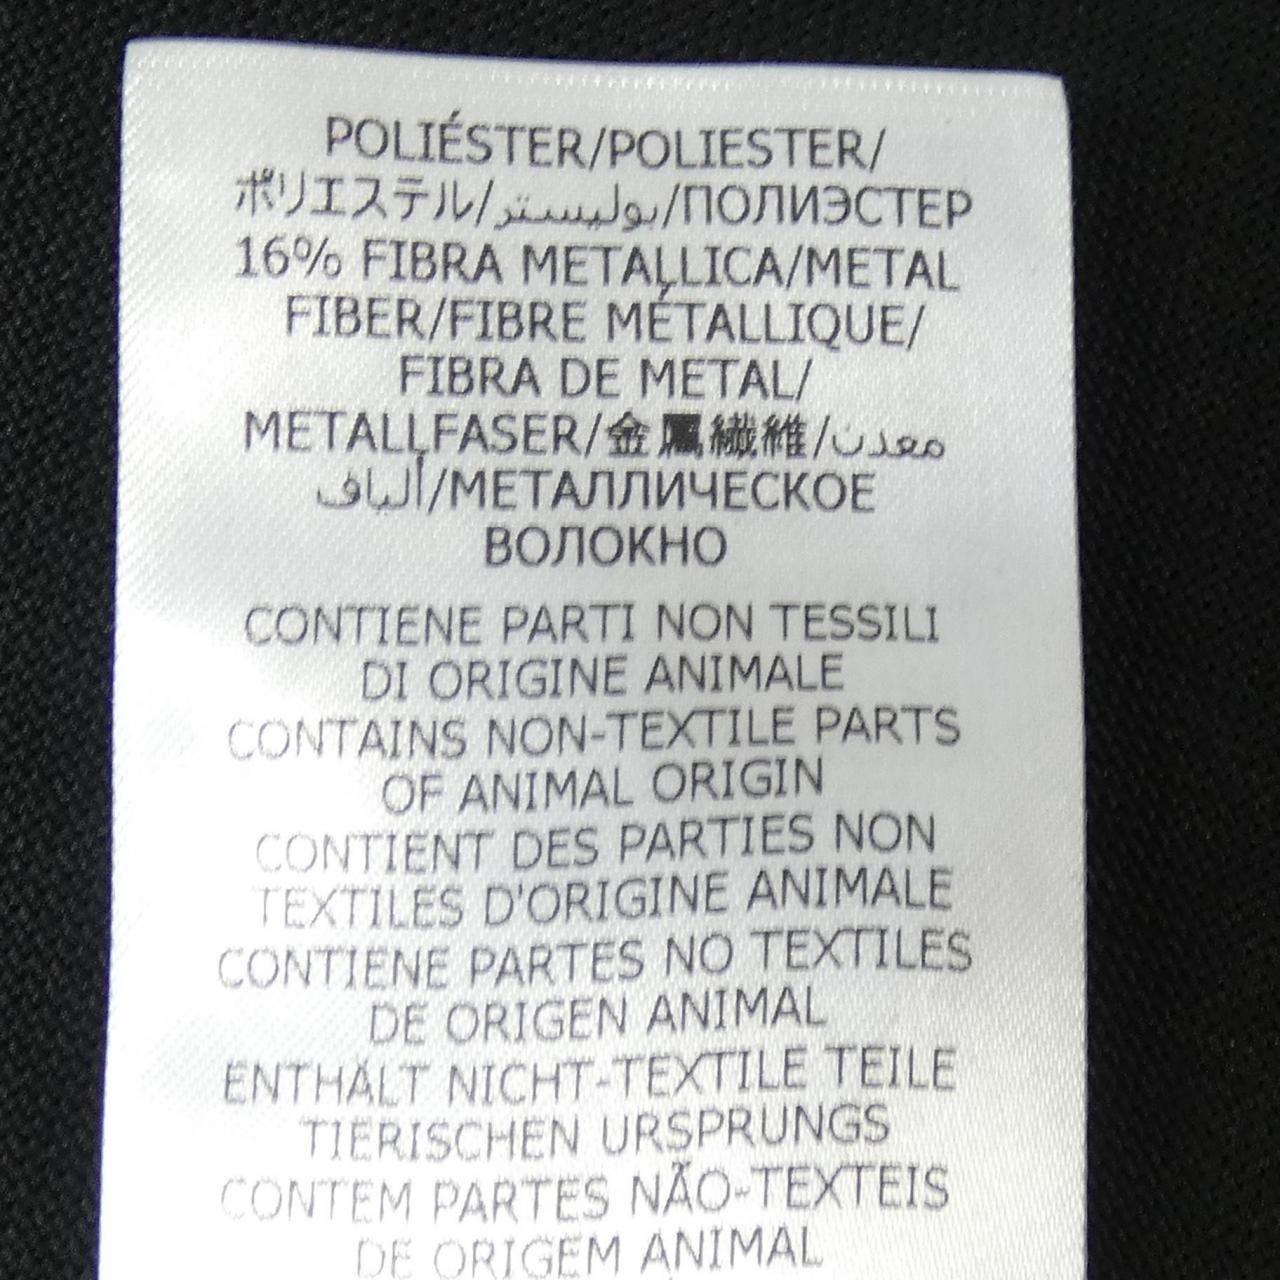 POLIÉSTER/POLIESTER/
ポリエステル/بوليستر/ПОЛИЭСТЕР
16% FIBRA METALLICA/METAL
FIBER/FIBRE MÉTALLIQUE/
FIBRA DE METAL/
METALLFASER/金属繊維/معدن
ألياف/МЕТАЛЛИЧЕСКОЕ
ВОЛОКНО
CONTIENE PARTI NON TESSILI
DI ORIGINE ANIMALE
CONTAINS NON-TEXTILE PARTS
OF ANIMAL ORIGIN
CONTIENT DES PARTIES NON
TEXTILES D'ORIGINE ANIMALE
CONTIENE PARTES NO TEXTILES
DE ORIGEN ANIMAL
ENTHÄLT NICHT-TEXTILE TEILE
TIERISCHEN URSPRUNGS
CONTEM PARTES NÃO-TEXTEIS
DE ORIGEM ANIMAL